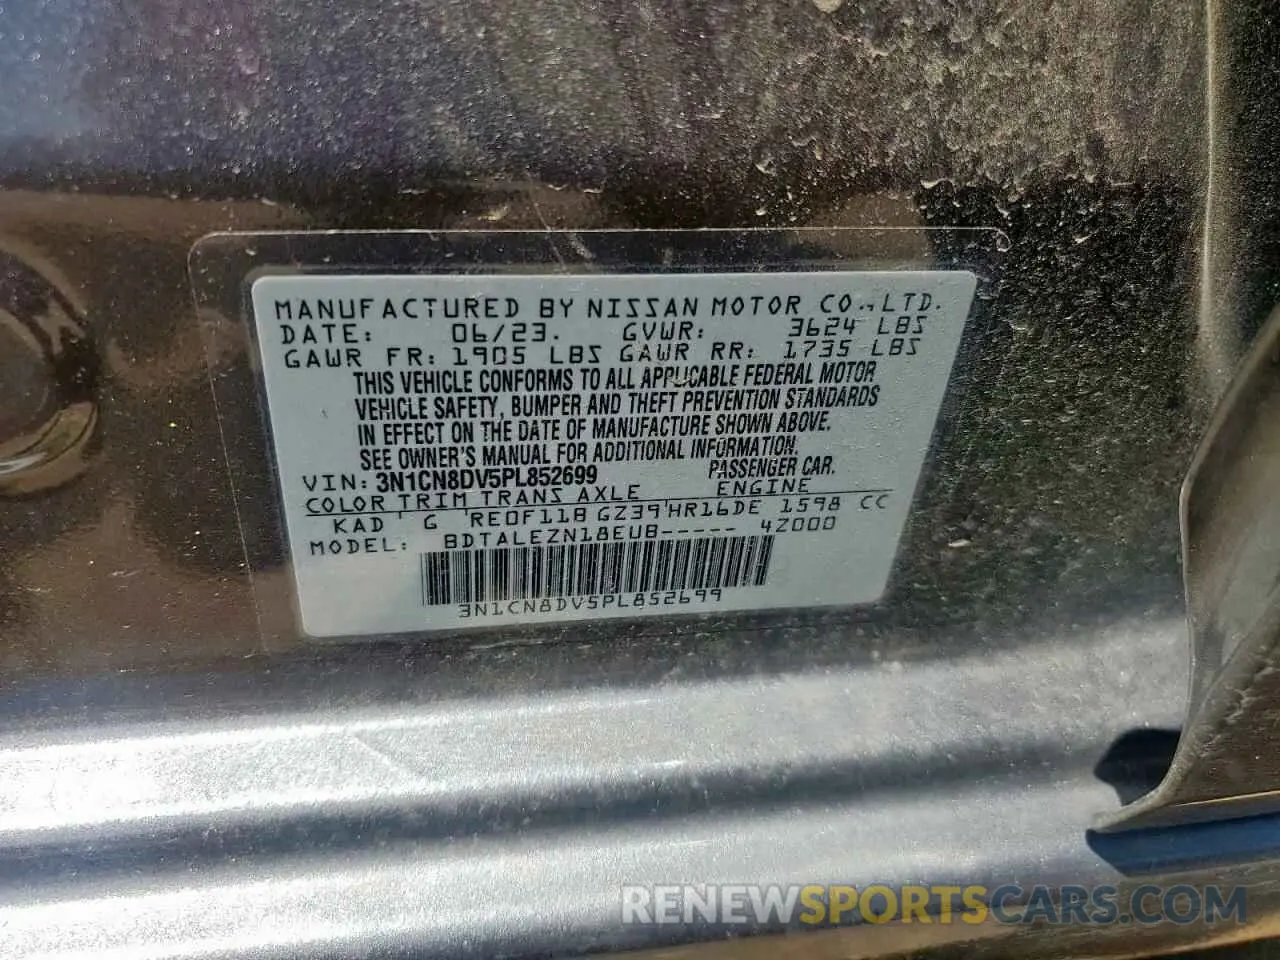 MANUFACTURED BY NISSAN MOTOR CO., LTD.
DATE: 06/23. GVWR: 3624 LBS
GAWR FR: 1905 LBS GAWR RR: 1735 LBS
THIS VEHICLE CONFORMS TO ALL APPLICABLE FEDERAL MOTOR
VEHICLE SAFETY, BUMPER AND THEFT PREVENTION STANDARDS
IN EFFECT ON THE DATE OF MANUFACTURE SHOWN ABOVE.
SEE OWNER'S MANUAL FOR ADDITIONAL INFORMATION.
VIN: 3N1CN8DV5PL852699 PASSENGER CAR.
COLOR TRIM TRANS AXLE ENGINE
KAD G RE0F11B GZ39 HR16DE 1598 CC
MODEL: BDTALEZN18EUB----- 4Z000
3N1CN8DV5PL852699
RENEWSPORTSCARS.COM